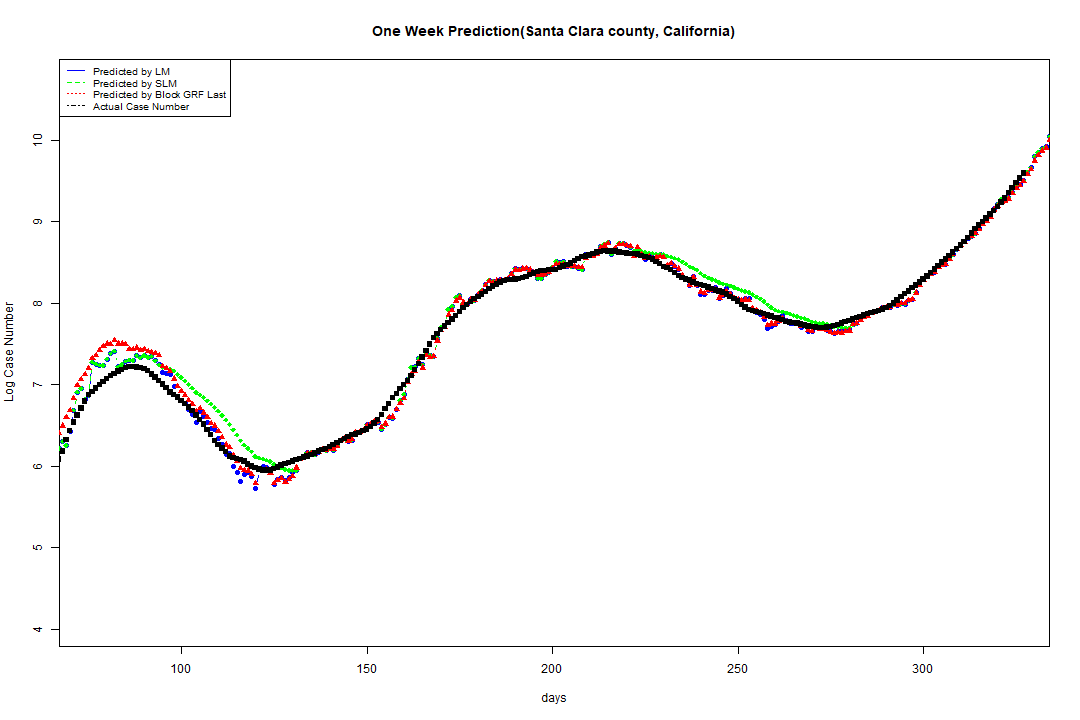 One Week Prediction(Santa Clara county, California)
Predicted by LM
Predicted by SLM
Predicted by Block GRF Last
Actual Case Number
10
9
8
7
6
5
4
Log Case Number
100 150 200 250 300
days